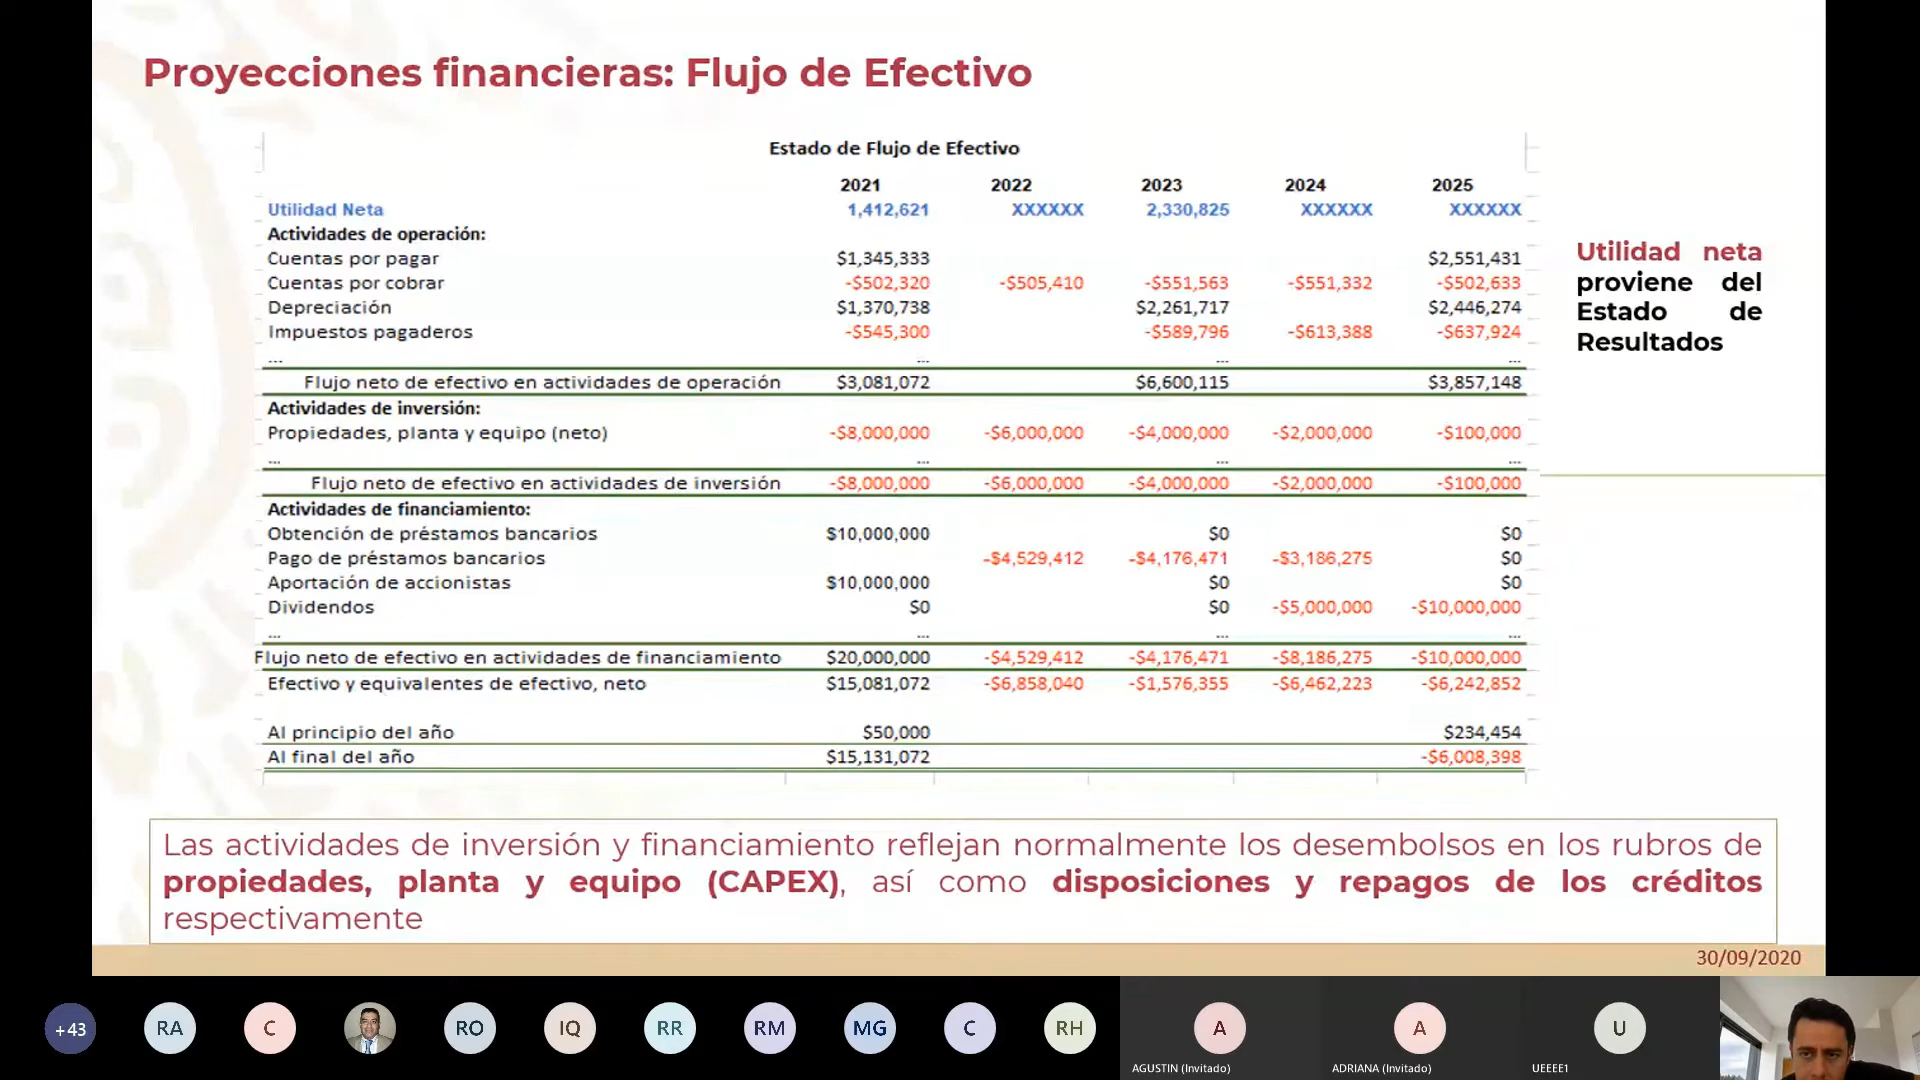 Proyecciones financieras: Flujo de Efectivo
Estado de Flujo de Efectivo
2021 2022 2023 2024 2025
Utilidad Neta 1,412,621 XXXXXX 2,330,825 XXXXXX XXXXXX
Actividades de operación:
Cuentas por pagar $1,345,333 $2,551,431
Cuentas por cobrar -$502,320 -$505,410 -$551,563 -$551,332 -$502,633
Depreciación $1,370,738 $2,261,717 $2,446,274
Impuestos pagaderos -$545,300 -$589,796 -$613,388 -$637,924
... ... ... ...
Flujo neto de efectivo en actividades de operación $3,081,072 $6,600,115 $3,857,148
Actividades de inversión:
Propiedades, planta y equipo (neto) -$8,000,000 -$6,000,000 -$4,000,000 -$2,000,000 -$100,000
... ... ... ...
Flujo neto de efectivo en actividades de inversión -$8,000,000 -$6,000,000 -$4,000,000 -$2,000,000 -$100,000
Actividades de financiamiento:
Obtención de préstamos bancarios $10,000,000 $0 $0
Pago de préstamos bancarios -$4,529,412 -$4,176,471 -$3,186,275 $0
Aportación de accionistas $10,000,000 $0 $0
Dividendos $0 $0 -$5,000,000 -$10,000,000
... ... ... ...
Flujo neto de efectivo en actividades de financiamiento $20,000,000 -$4,529,412 -$4,176,471 -$8,186,275 -$10,000,000
Efectivo y equivalentes de efectivo, neto $15,081,072 -$6,858,040 -$1,576,355 -$6,462,223 -$6,242,852
Al principio del año $50,000 $234,454
Al final del año $15,131,072 -$6,008,398
Utilidad neta
proviene del
Estado de
Resultados
Las actividades de inversión y financiamiento reflejan normalmente los desembolsos en los rubros de
propiedades, planta y equipo (CAPEX), así como disposiciones y repagos de los créditos
respectivamente
30/09/2020
+43 RA C RO IQ RR RM MG C RH A A U
AGUSTIN (Invitado) ADRIANA (Invitado) UEEEE1